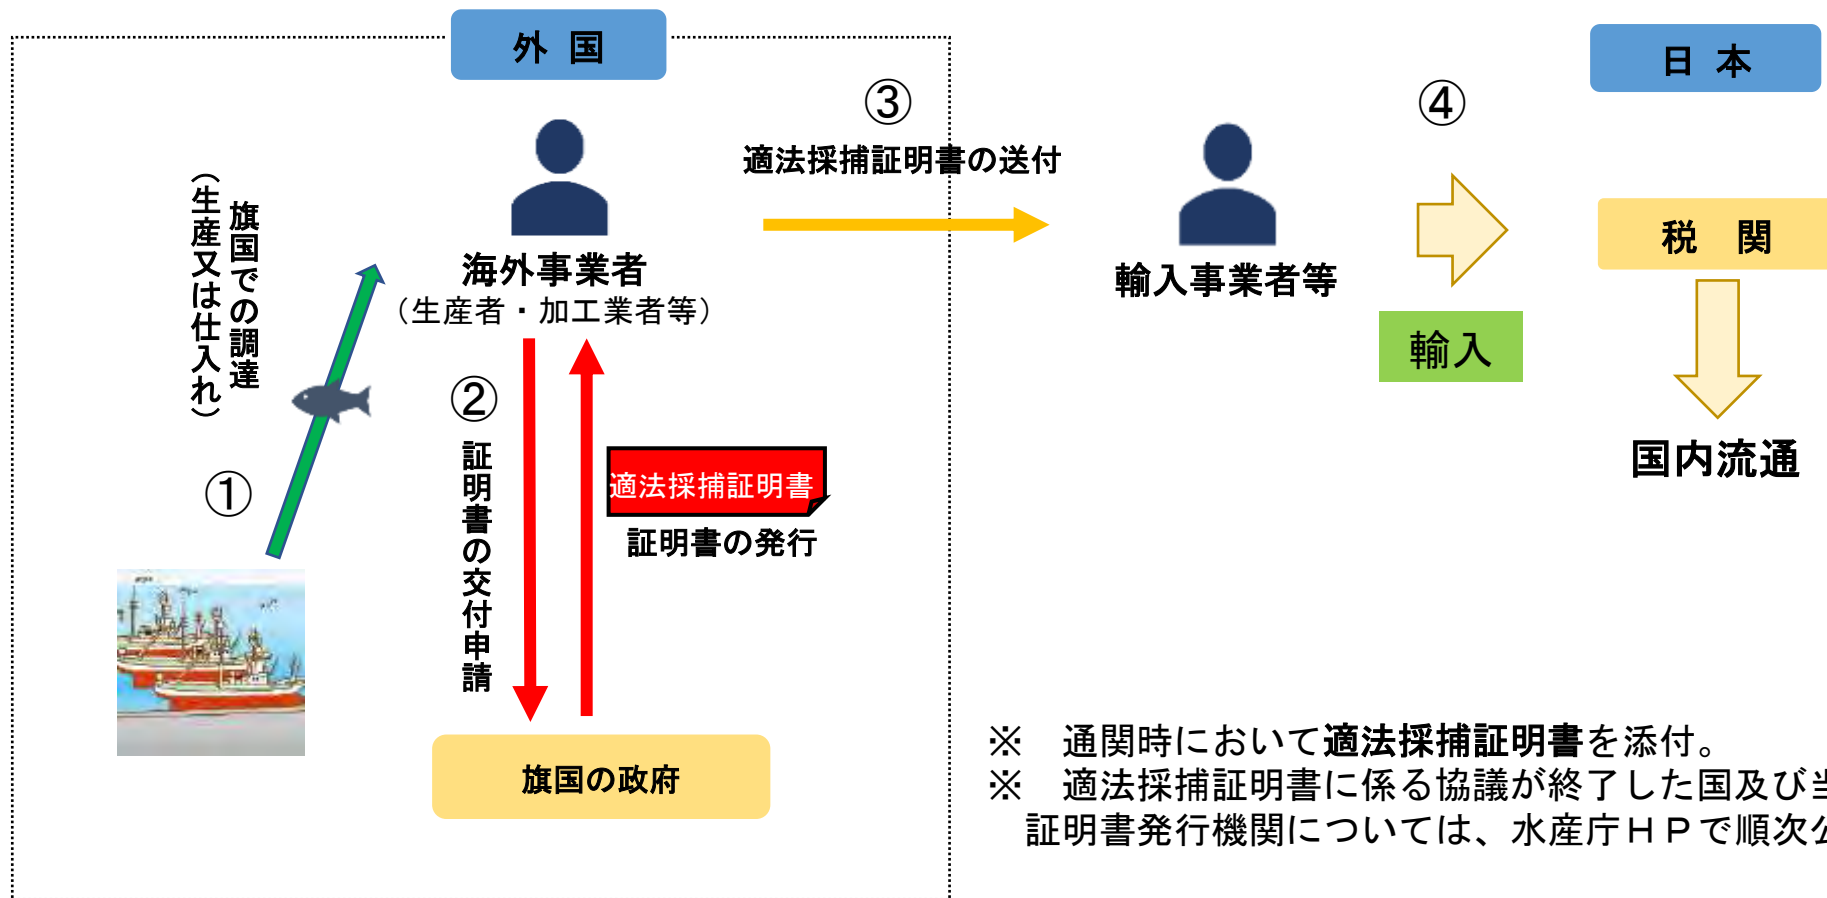 外 国
日 本
③
④
適法採捕証明書の送付
旗国での調達
（生産又は仕入れ）
海外事業者
（生産者・加工業者等）
輸入事業者等
税 関
輸入
①
②
証明書の交付申請
適法採捕証明書
証明書の発行
国内流通
旗国の政府
※ 通関時において適法採捕証明書を添付。
※ 適法採捕証明書に係る協議が終了した国及び当
証明書発行機関については、水産庁ＨＰで順次公